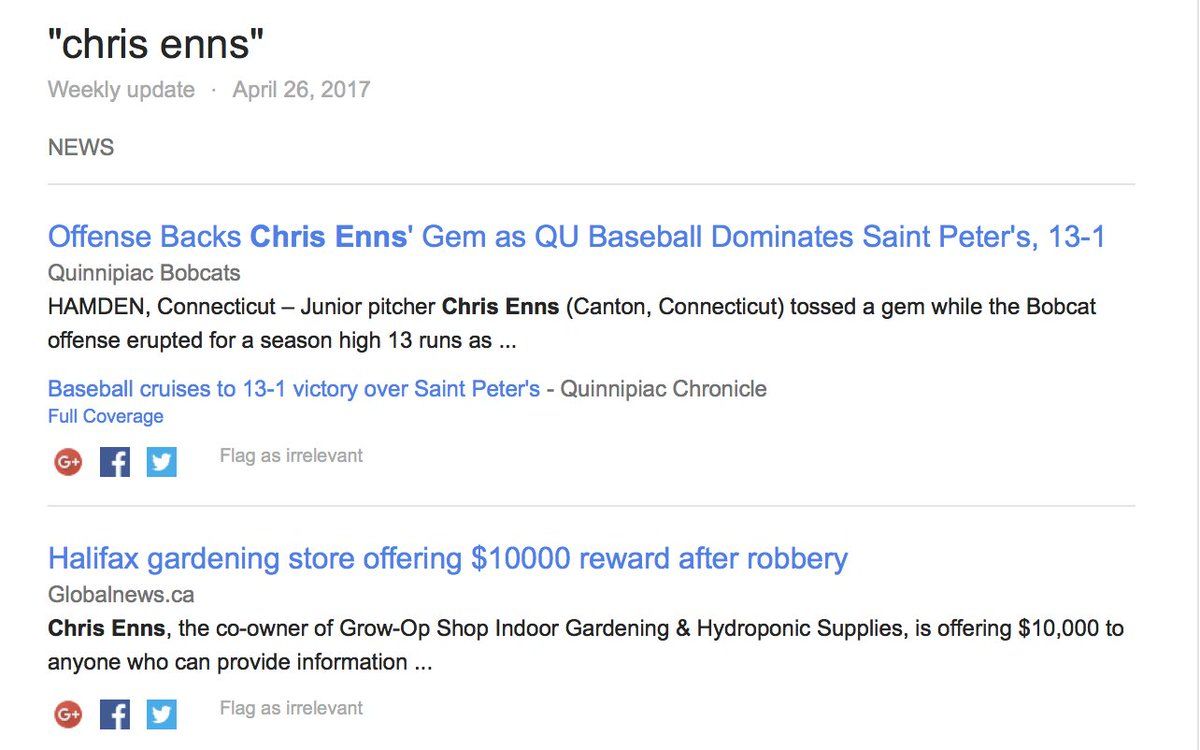 "chris enns"
Weekly update · April 26, 2017
NEWS
Offense Backs Chris Enns' Gem as QU Baseball Dominates Saint Peter's, 13-1
Quinnipiac Bobcats
HAMDEN, Connecticut – Junior pitcher Chris Enns (Canton, Connecticut) tossed a gem while the Bobcat
offense erupted for a season high 13 runs as ...
Baseball cruises to 13-1 victory over Saint Peter's - Quinnipiac Chronicle
Full Coverage
G+ f Flag as irrelevant
Halifax gardening store offering $10000 reward after robbery
Globalnews.ca
Chris Enns, the co-owner of Grow-Op Shop Indoor Gardening & Hydroponic Supplies, is offering $10,000 to
anyone who can provide information ...
G+ f Flag as irrelevant